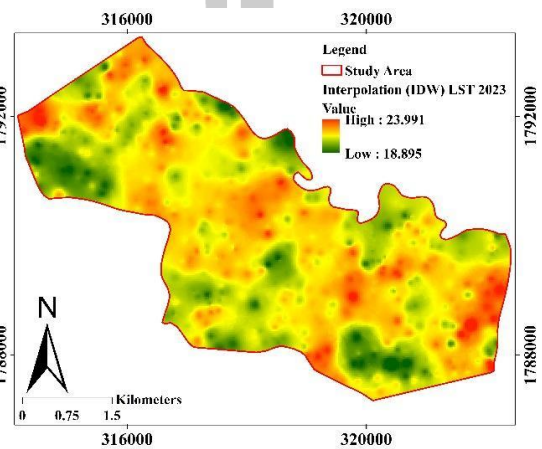 316000
320000
Legend
Study Area
Interpolation (IDW) LST 2023
Value
High : 23.991
Low : 18.895
1792000
1792000
1788000
1788000
N
Kilometers
0 0.75 1.5
316000
320000